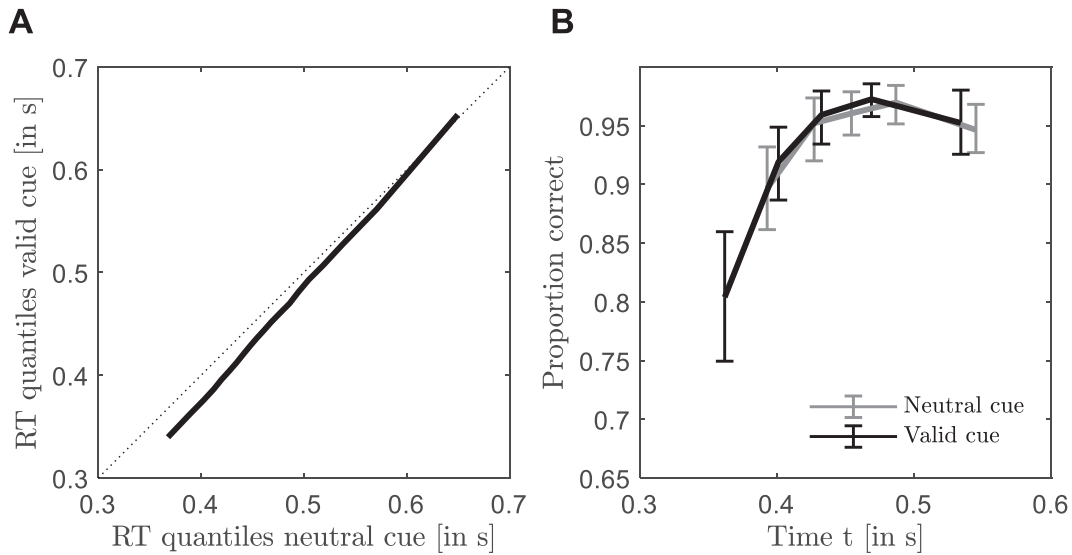 A
RT quantiles valid cue [in s]
0.7
0.6
0.5
0.4
0.3
0.3 0.4 0.5 0.6 0.7
RT quantiles neutral cue [in s]
B
Proportion correct
0.95
0.9
0.85
0.8
0.75
0.7
0.65
0.3 0.4 0.5 0.6
Time t [in s]
Neutral cue
Valid cue